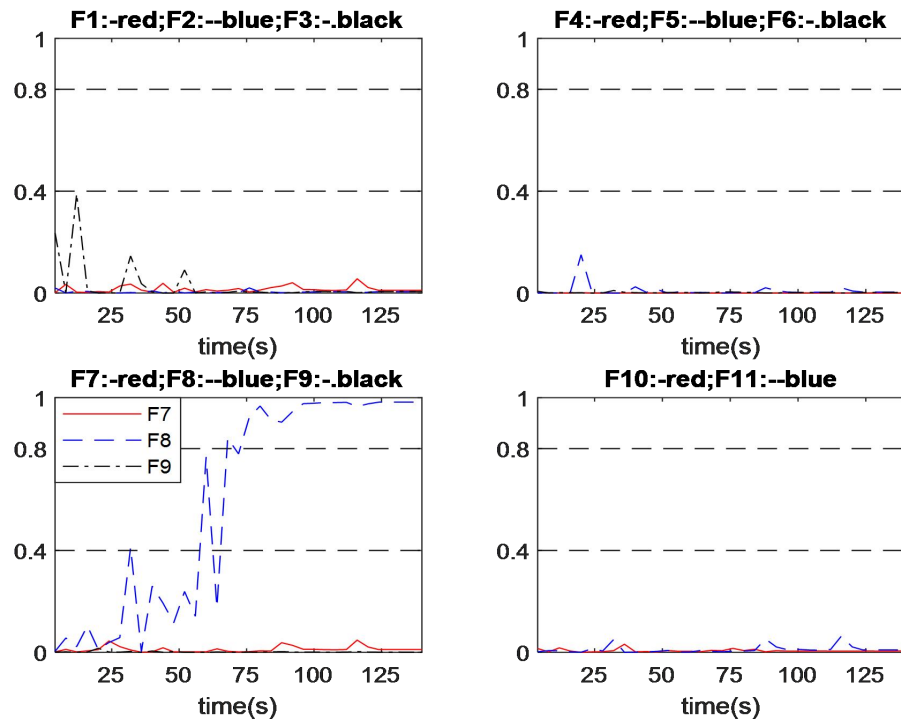 F1:-red;F2:--blue;F3:-.black
1
0.8
0.4
0
25 50 75 100 125
time(s)
F4:-red;F5:--blue;F6:-.black
1
0.8
0.4
0
25 50 75 100 125
time(s)
F7:-red;F8:--blue;F9:-.black
1
0.8
0.4
0
F7
F8
F9
25 50 75 100 125
time(s)
F10:-red;F11:--blue
1
0.8
0.4
0
25 50 75 100 125
time(s)